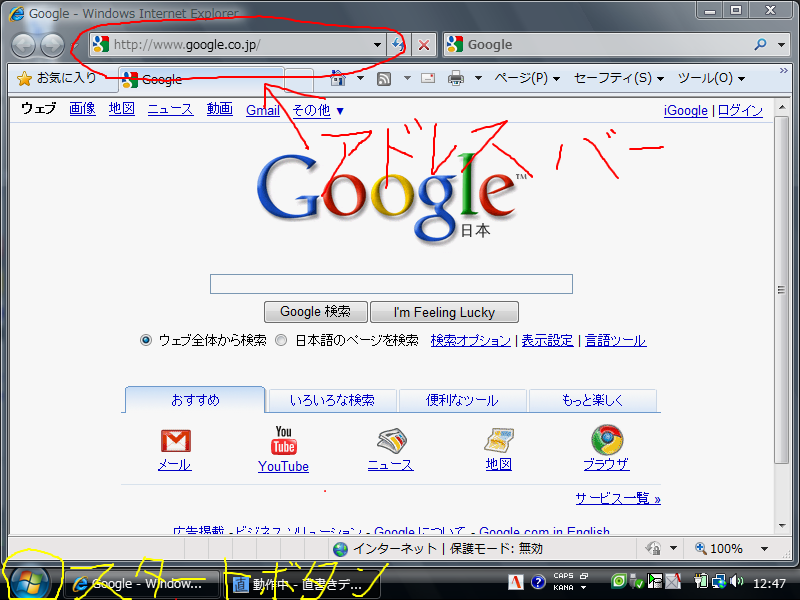 Google - Windows Internet Explorer
http://www.google.co.jp/
Google
お気に入り
Google
ページ(P)
セーフティ(S)
ツール(O)
»
ウェブ 画像 地図 ニュース 動画 Gmail その他 ▼
iGoogle | ログイン
アドレスバー
Google™
日本
Google 検索
I'm Feeling Lucky
ウェブ全体から検索 日本語のページを検索
検索オプション | 表示設定 | 言語ツール
おすすめ いろいろな検索 便利なツール もっと楽しく
You
Tube
メール YouTube ニュース 地図 ブラウザ
サービス一覧 »
広告掲載 - ビジネス ソリューション - Google について - Google.com in English
インターネット | 保護モード: 無効
100%
スタートボタン
Google - Window...
動作中 - 直書きデ...
A
CAPS
KANA
12:47